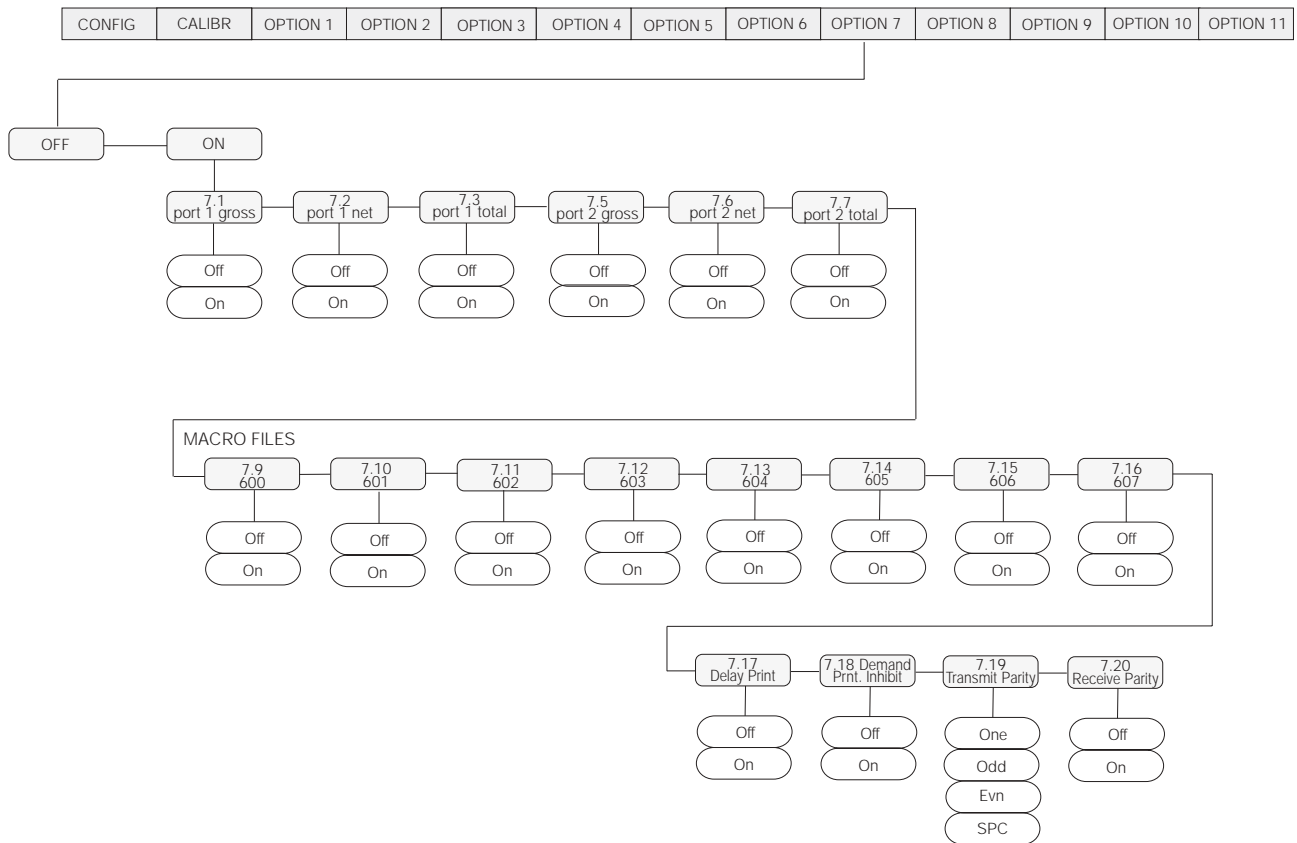 CONFIG CALIBR OPTION 1 OPTION 2 OPTION 3 OPTION 4 OPTION 5 OPTION 6 OPTION 7 OPTION 8 OPTION 9 OPTION 10 OPTION 11
OFF ON
7.1 7.2 7.3 7.5 7.6 7.7
port 1 gross port 1 net port 1 total port 2 gross port 2 net port 2 total
Off Off Off Off Off Off
On On On On On On
MACRO FILES
7.9 7.10 7.11 7.12 7.13 7.14 7.15 7.16
600 601 602 603 604 605 606 607
Off Off Off Off Off Off Off Off
On On On On On On On On
7.17 7.18 Demand 7.19 7.20
Delay Print Prnt. Inhibit Transmit Parity Receive Parity
Off Off One Off
On On Odd On
Evn
SPC